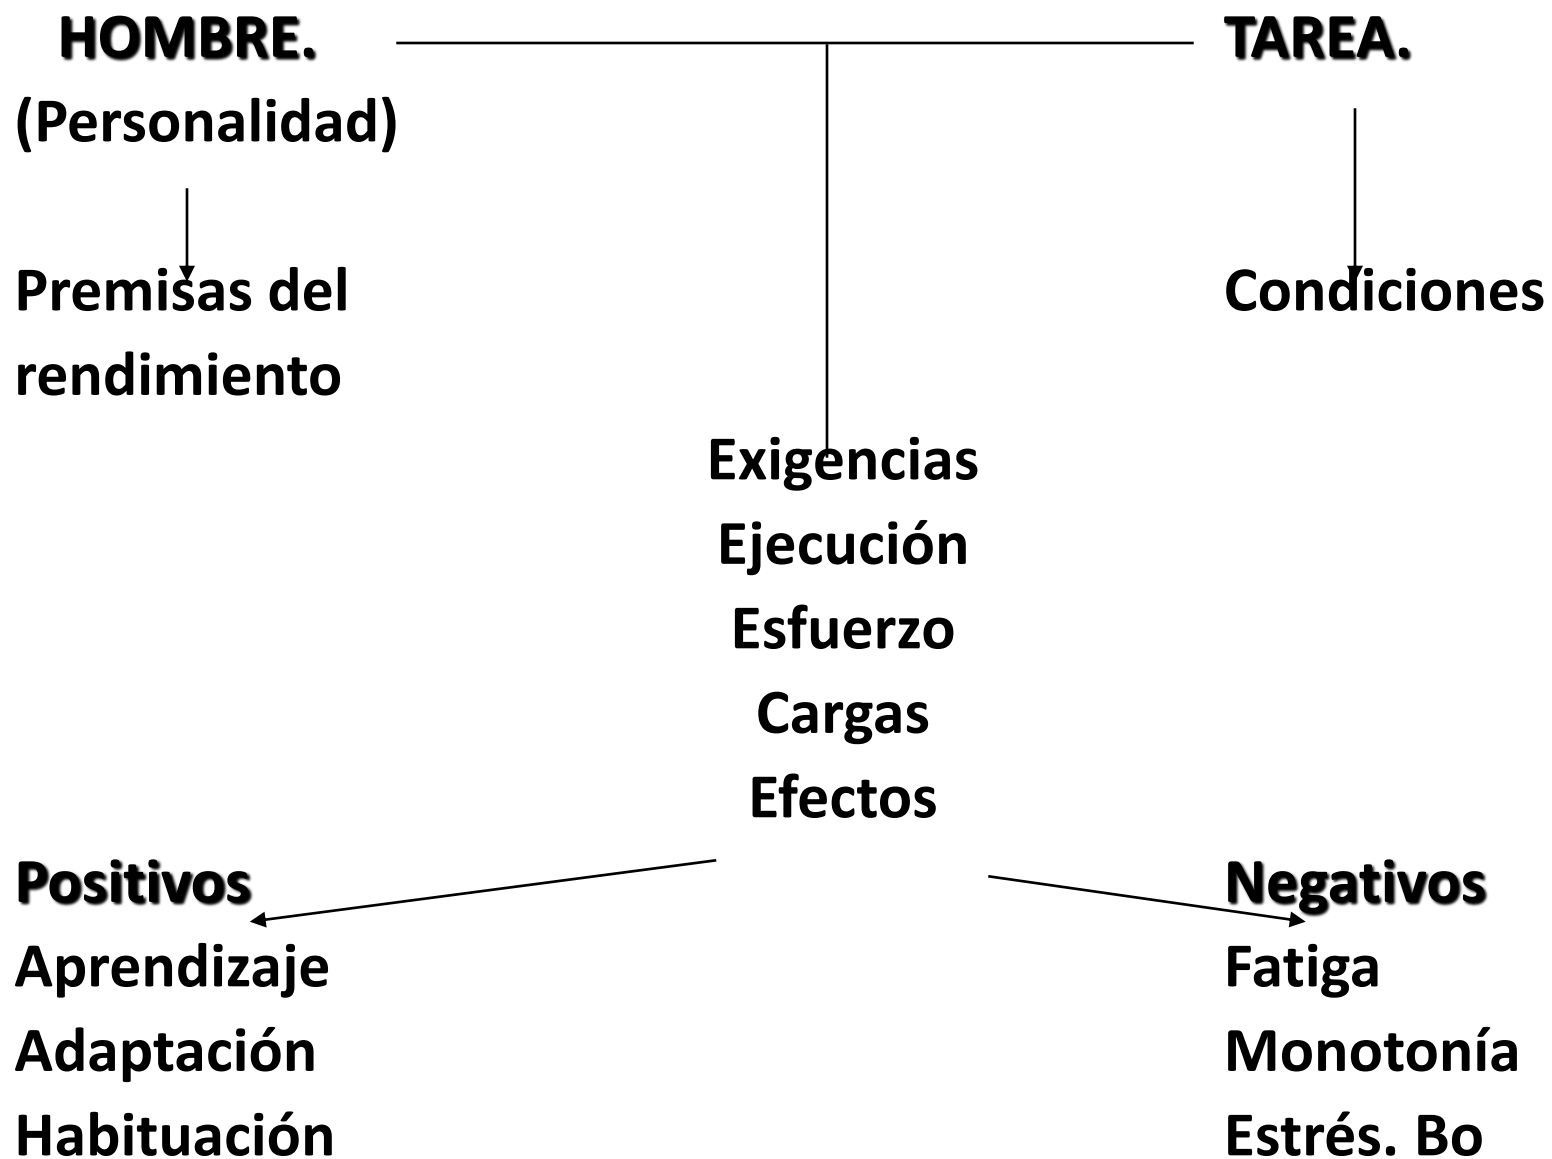 HOMBRE. TAREA.
(Personalidad)
Premisas del Condiciones
rendimiento
Exigencias
Ejecución
Esfuerzo
Cargas
Efectos
Positivos Negativos
Aprendizaje Fatiga
Adaptación Monotonía
Habituación Estrés. Bo